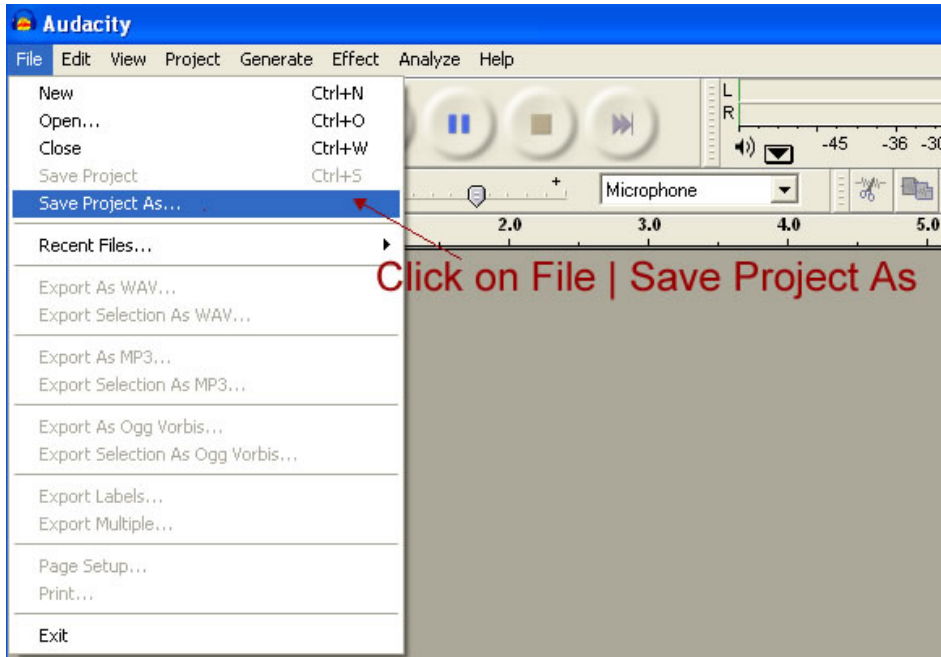 Audacity
File Edit View Project Generate Effect Analyze Help
New Ctrl+N
Open... Ctrl+O
Close Ctrl+W
Save Project Ctrl+S
Save Project As...
Recent Files...
Export As WAV...
Export Selection As WAV...
Export As MP3...
Export Selection As MP3...
Export As Ogg Vorbis...
Export Selection As Ogg Vorbis...
Export Labels...
Export Multiple...
Page Setup...
Print...
Exit
L
R
-45 -36 -30
Microphone
2.0 3.0 4.0 5.0
Click on File | Save Project As